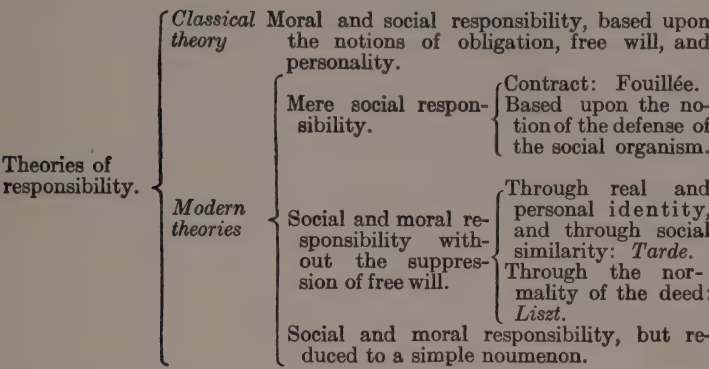 Classical Moral and social responsibility, based upon
theory the notions of obligation, free will, and
personality.
Contract: Fouillée.
Mere social respon- Based upon the no-
sibility. tion of the defense of
the social organism.
Theories of
responsibility.
Through real and
Modern personal identity,
theories Social and moral re- and through social
sponsibility with- similarity: Tarde.
out the suppres- Through the nor-
sion of free will. mality of the deed:
Liszt.
Social and moral responsibility, but re-
duced to a simple noumenon.